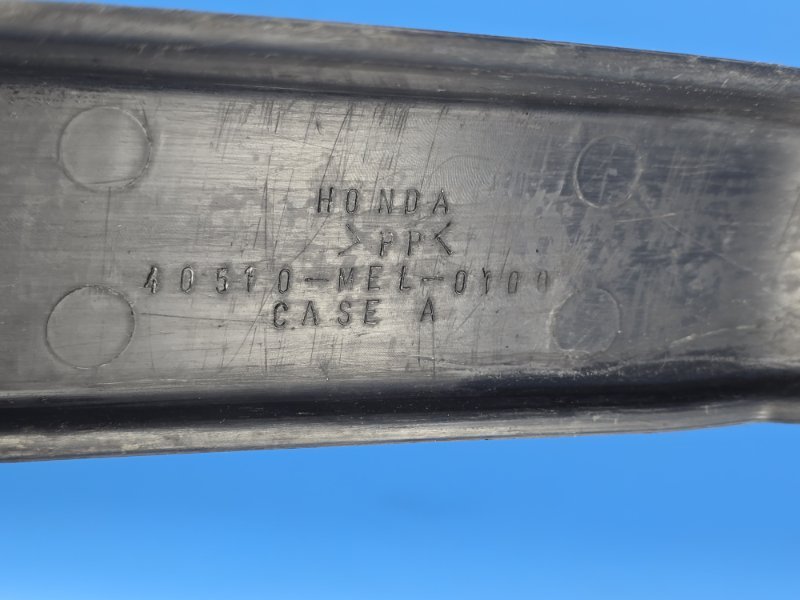 HONDA
>PP<
40510-MEL-0100
CASE A